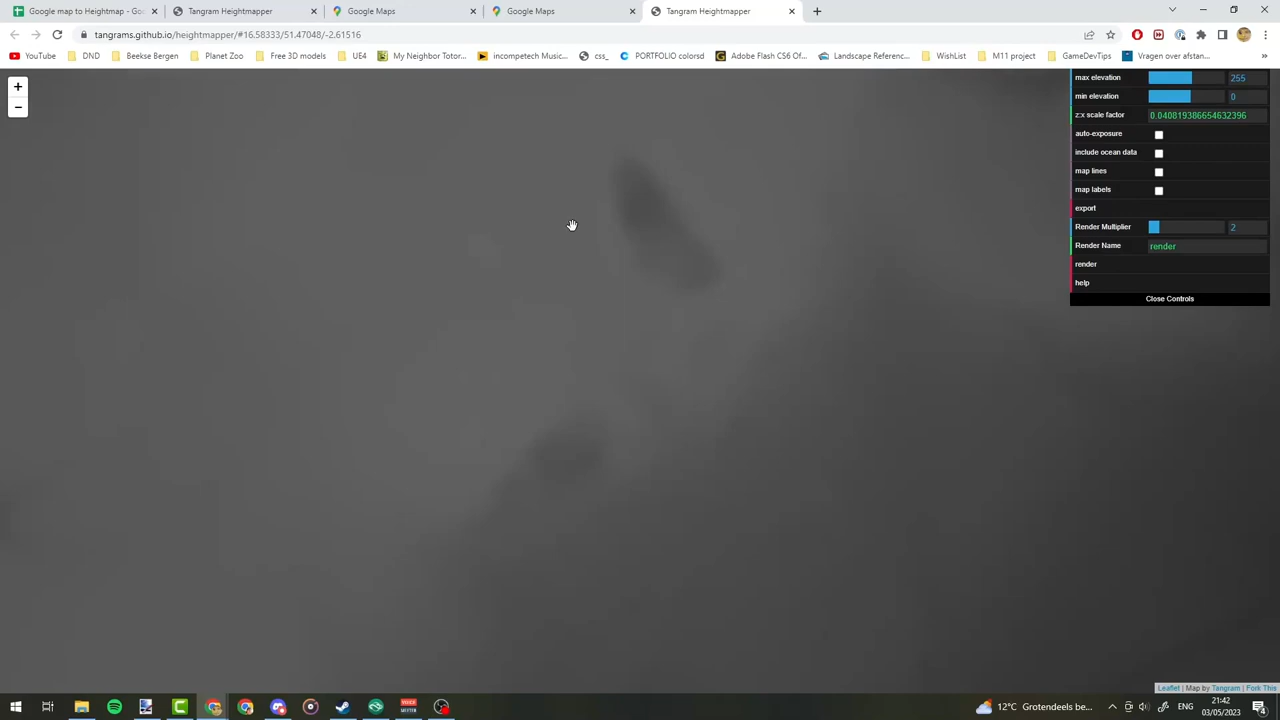 Google map to Heightmap - Goo
Tangram Heightmapper
Google Maps
Google Maps
Tangram Heightmapper
tangrams.github.io/heightmapper/#16.58333/51.47048/-2.61516
YouTube
DND
Beekse Bergen
Planet Zoo
Free 3D models
UE4
My Neighbor Totor...
incompetech Music...
css_
PORTFOLIO colorsd
Adobe Flash CS6 Of...
Landscape Referenc...
WishList
M11 project
GameDevTips
Vragen over afstan...
»
+
−
max elevation 255
min elevation 0
z:x scale factor 0.040819386654632396
auto-exposure
include ocean data
map lines
map labels
export
Render Multiplier 2
Render Name render
render
help
Close Controls
Leaflet | Map by Tangram | Fork This
12°C Grotendeels be...
ENG
21:42
03/05/2023